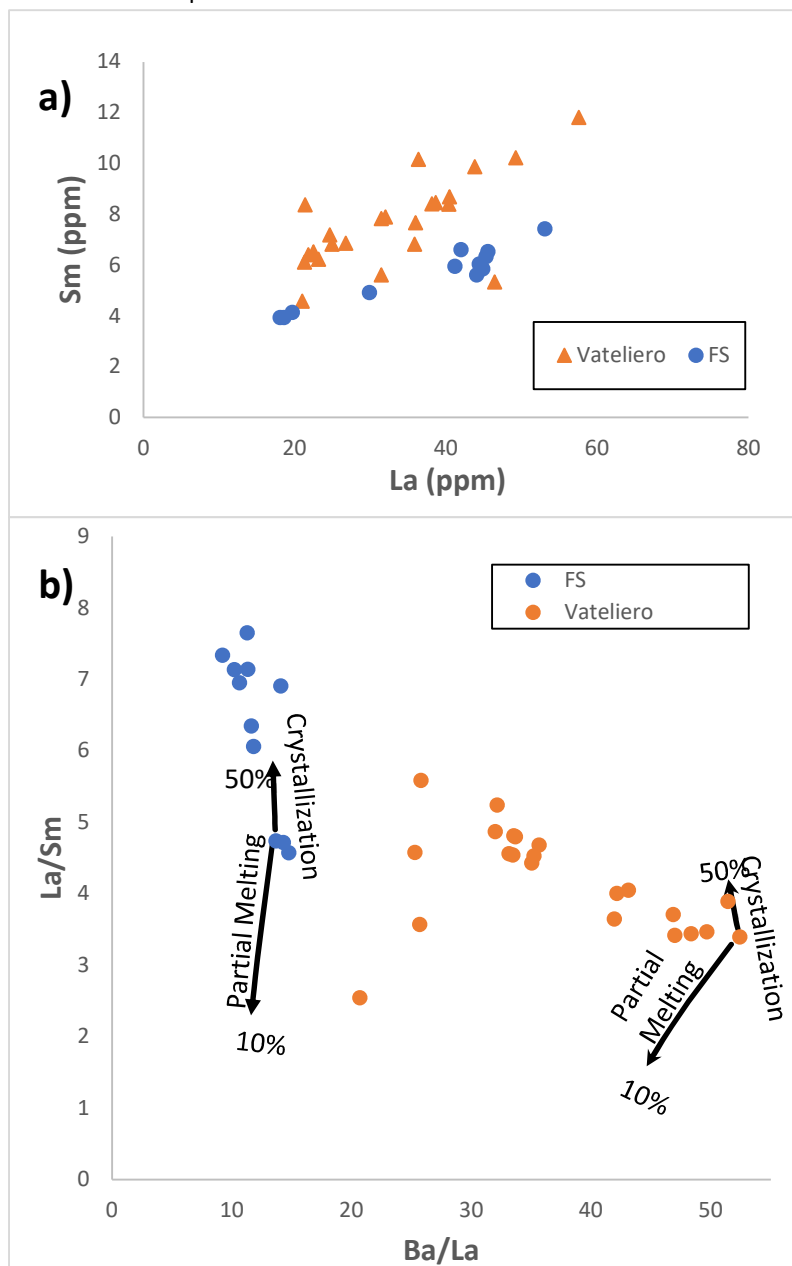 a)
14
12
10
8
6
4
2
0
Sm (ppm)
Vateliero FS
0 20 40 60 80
La (ppm)
b)
9
8
7
6
5
4
3
2
1
0
La/Sm
FS
Vateliero
Crystallization
50%
Partial Melting
10%
50%
Crystallization
Partial
Melting
10%
0 10 20 30 40 50
Ba/La